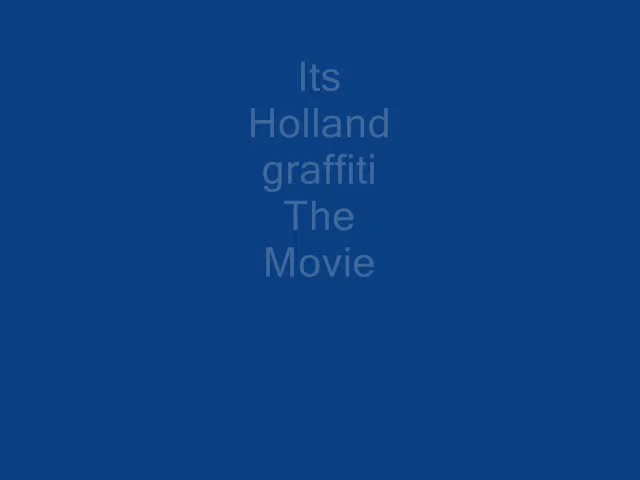 Its
Holland
graffiti
The
Movie